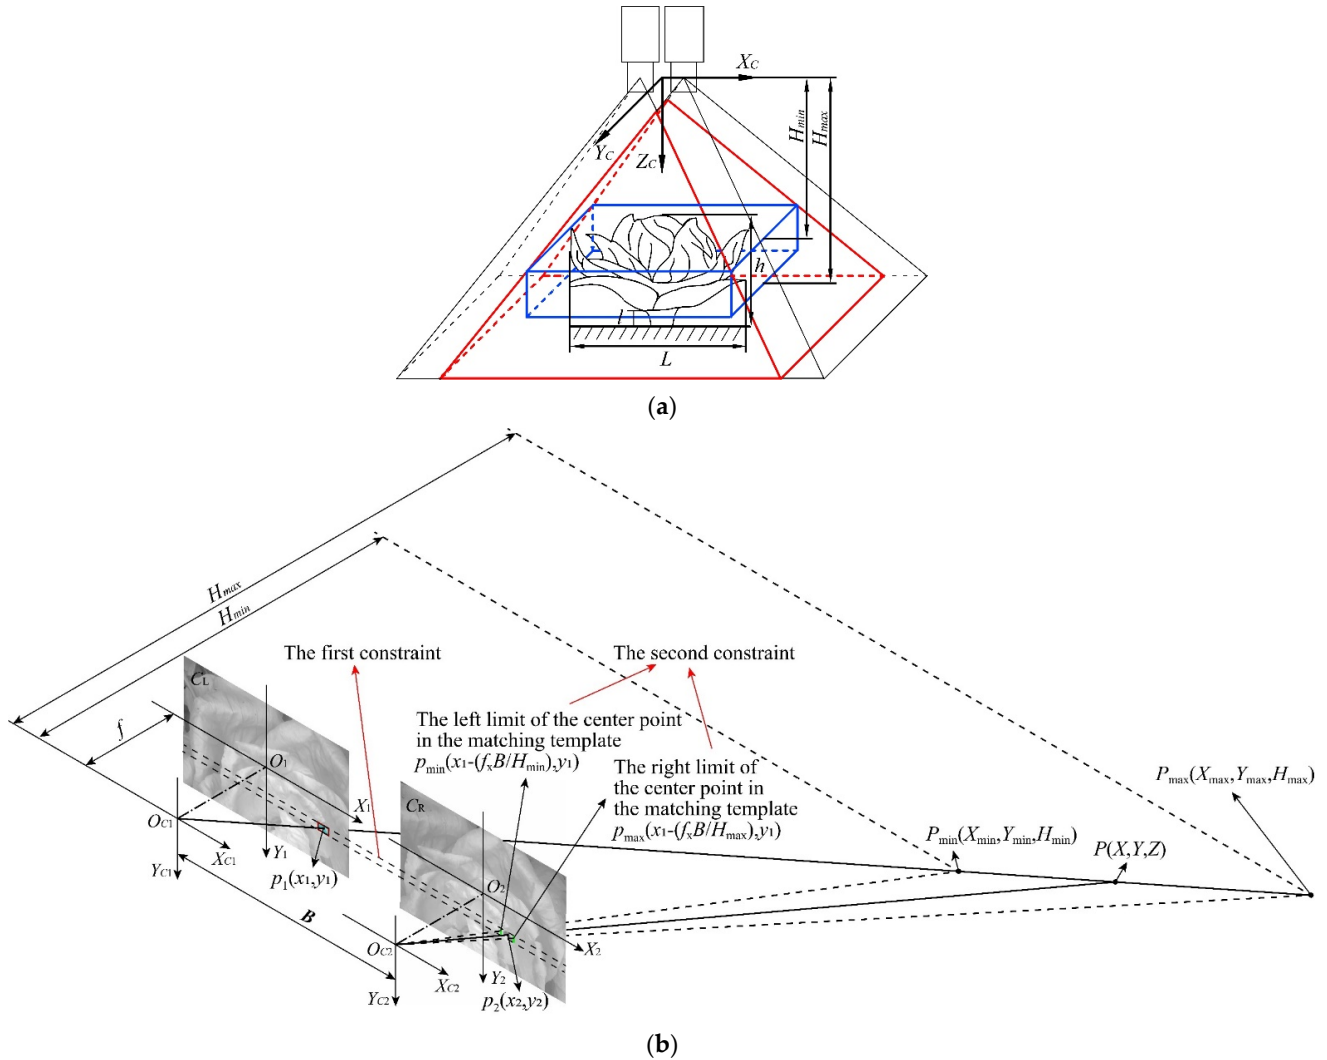 X_C
H_min
H_max
Y_C
Z_C
h
l
L
(a)
H_max
H_min
The first constraint
The second constraint
C_L
f
The left limit of the center point
in the matching template
p_min(x_1-(f_xB/H_min),y_1)
O_1
The right limit of
the center point in
the matching template
p_max(x_1-(f_xB/H_max),y_1)
P_max(X_max,Y_max,H_max)
X_1
C_R
O_C1
P_min(X_min,Y_min,H_min)
X_C1
Y_1
P(X,Y,Z)
Y_C1
p_1(x_1,y_1)
O_2
B
O_C2
X_2
X_C2
Y_2
Y_C2
p_2(x_2,y_2)
(b)